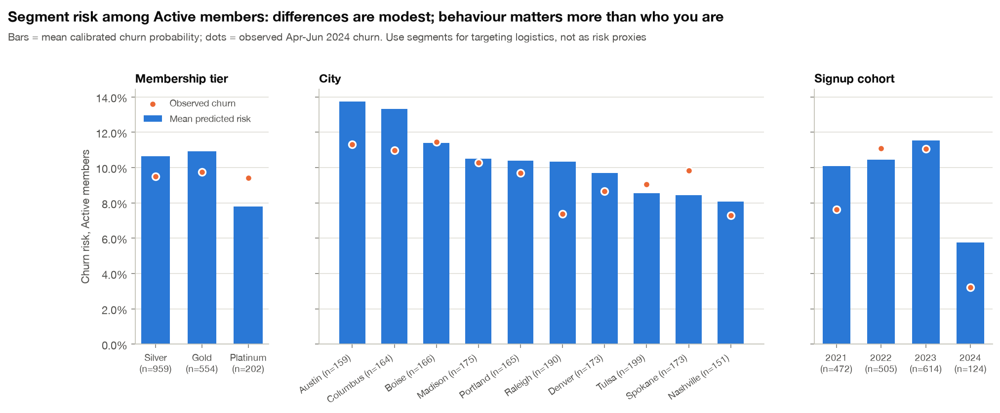 Segment risk among Active members: differences are modest; behaviour matters more than who you are
Bars = mean calibrated churn probability; dots = observed Apr-Jun 2024 churn. Use segments for targeting logistics, not as risk proxies
Membership tier
Churn risk, Active members
14.0%
12.0%
10.0%
8.0%
6.0%
4.0%
2.0%
0.0%
Observed churn
Mean predicted risk
Silver
(n=959)
Gold
(n=554)
Platinum
(n=202)
City
Austin (n=159)
Columbus (n=164)
Boise (n=166)
Madison (n=175)
Portland (n=165)
Raleigh (n=190)
Denver (n=173)
Tulsa (n=199)
Spokane (n=173)
Nashville (n=151)
Signup cohort
2021
(n=472)
2022
(n=505)
2023
(n=614)
2024
(n=124)